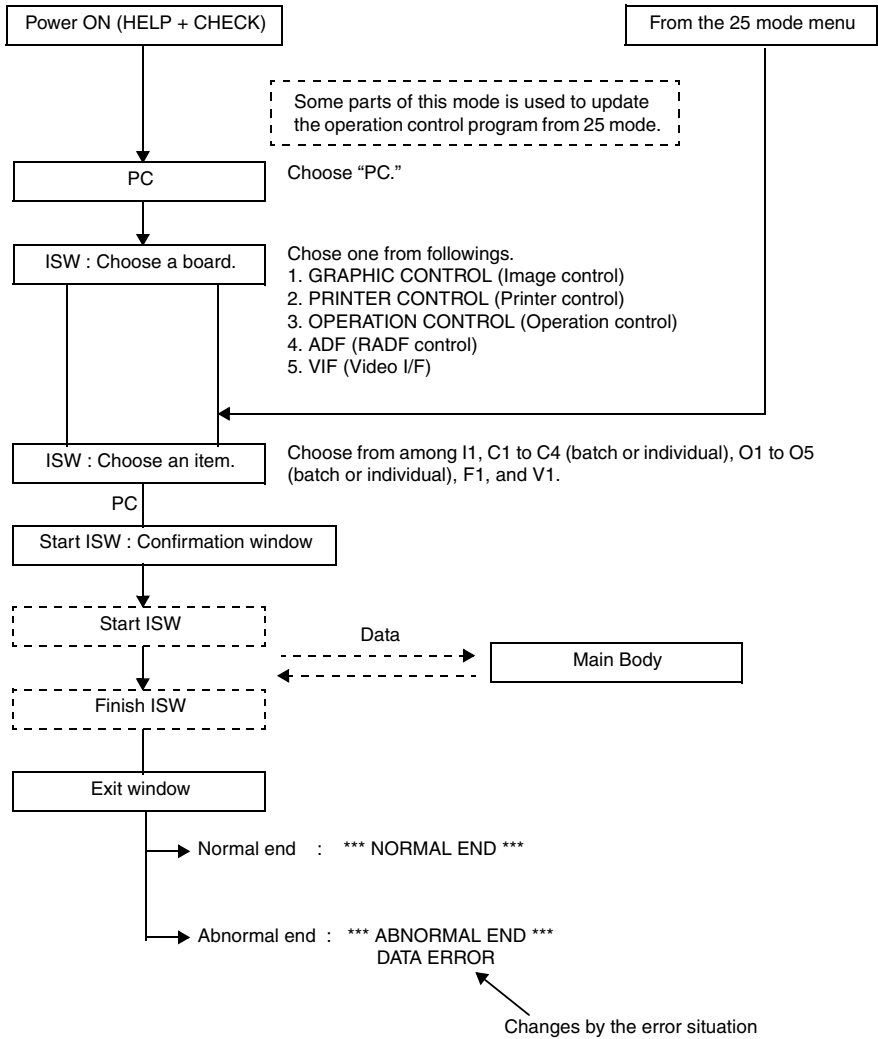 Power ON (HELP + CHECK)
From the 25 mode menu
Some parts of this mode is used to update
the operation control program from 25 mode.
PC
Choose “PC.”
ISW : Choose a board.
Chose one from followings.
1. GRAPHIC CONTROL (Image control)
2. PRINTER CONTROL (Printer control)
3. OPERATION CONTROL (Operation control)
4. ADF (RADF control)
5. VIF (Video I/F)
ISW : Choose an item.
Choose from among I1, C1 to C4 (batch or individual), O1 to O5
(batch or individual), F1, and V1.
PC
Start ISW : Confirmation window
Start ISW
Data
Main Body
Finish ISW
Exit window
Normal end : *** NORMAL END ***
Abnormal end : *** ABNORMAL END ***
DATA ERROR
Changes by the error situation